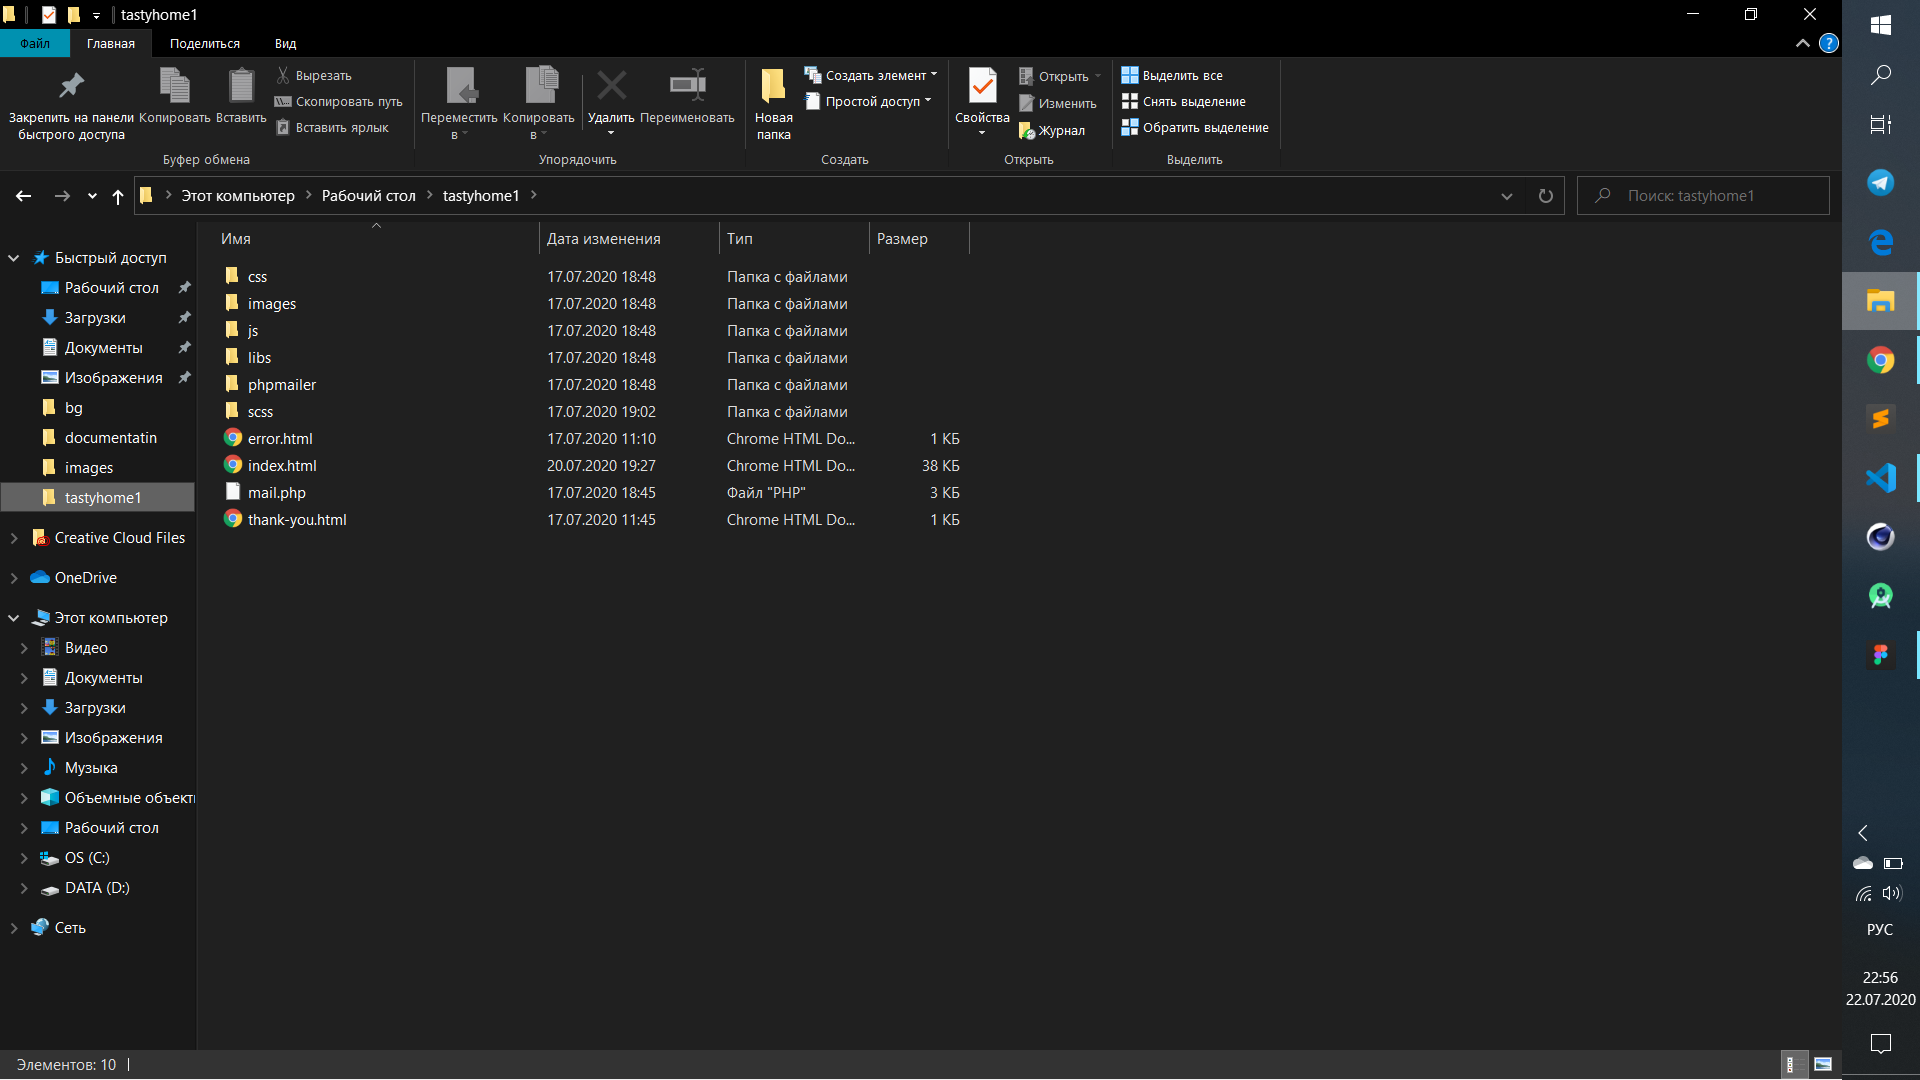 tastyhome1
Файл Главная Поделиться Вид
Закрепить на панели быстрого доступа
Копировать
Вставить
Вырезать
Скопировать путь
Вставить ярлык
Буфер обмена
Переместить в
Копировать в
Удалить
Переименовать
Упорядочить
Новая папка
Создать элемент
Простой доступ
Создать
Свойства
Открыть
Изменить
Журнал
Открыть
Выделить все
Снять выделение
Обратить выделение
Выделить
Этот компьютер > Рабочий стол > tastyhome1 >
Поиск: tastyhome1
Быстрый доступ
Рабочий стол
Загрузки
Документы
Изображения
bg
documentatin
images
tastyhome1
Creative Cloud Files
OneDrive
Этот компьютер
Видео
Документы
Загрузки
Изображения
Музыка
Объемные объект
Рабочий стол
OS (C:)
DATA (D:)
Сеть
Имя Дата изменения Тип Размер
css 17.07.2020 18:48 Папка с файлами
images 17.07.2020 18:48 Папка с файлами
js 17.07.2020 18:48 Папка с файлами
libs 17.07.2020 18:48 Папка с файлами
phpmailer 17.07.2020 18:48 Папка с файлами
scss 17.07.2020 19:02 Папка с файлами
error.html 17.07.2020 11:10 Chrome HTML Do... 1 КБ
index.html 20.07.2020 19:27 Chrome HTML Do... 38 КБ
mail.php 17.07.2020 18:45 Файл "PHP" 3 КБ
thank-you.html 17.07.2020 11:45 Chrome HTML Do... 1 КБ
Элементов: 10
РУС
22:56
22.07.2020